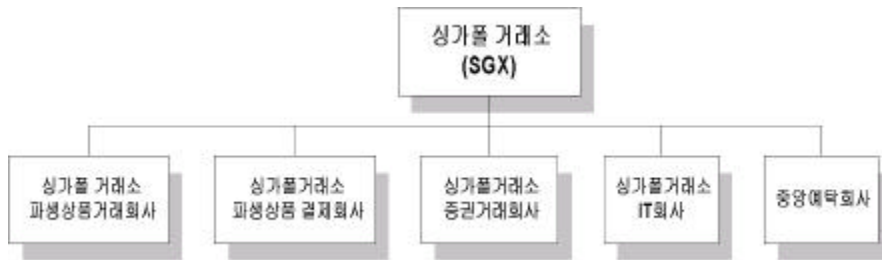 싱가폴 거래소
(SGX)
싱가폴 거래소
파생상품거래회사
싱가폴거래소
파생상품 결제회사
싱가폴거래소
증권거래회사
싱가폴거래소
IT회사
중앙예탁회사